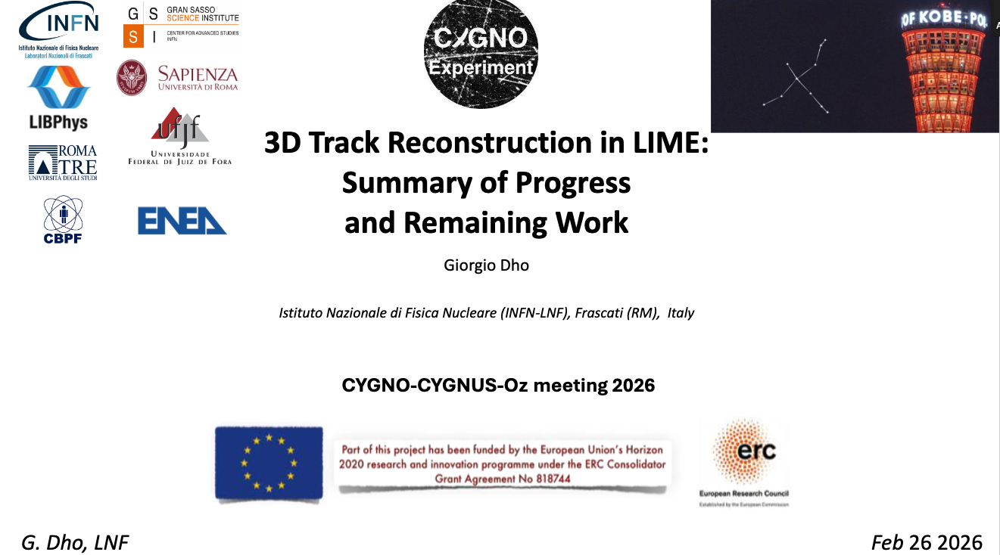 INFN
Istituto Nazionale di Fisica Nucleare
Laboratori Nazionali di Frascati
G S
S I
GRAN SASSO
SCIENCE INSTITUTE
CENTER FOR ADVANCED STUDIES
INFN
LIBPhys
SAPIENZA
UNIVERSITÀ DI ROMA
ufjf
UNIVERSIDADE
FEDERAL DE JUIZ DE FORA
ROMA
TRE
UNIVERSITÀ DEGLI STUDI
CBPF
ENEA
CYGNO
Experiment
OF KOBE·PO
3D Track Reconstruction in LIME:
Summary of Progress
and Remaining Work
Giorgio Dho
Istituto Nazionale di Fisica Nucleare (INFN-LNF), Frascati (RM), Italy
CYGNO-CYGNUS-Oz meeting 2026
Part of this project has been funded by the European Union's Horizon
2020 research and innovation programme under the ERC Consolidator
Grant Agreement No 818744
erc
European Research Council
Established by the European Commission
G. Dho, LNF
Feb 26 2026